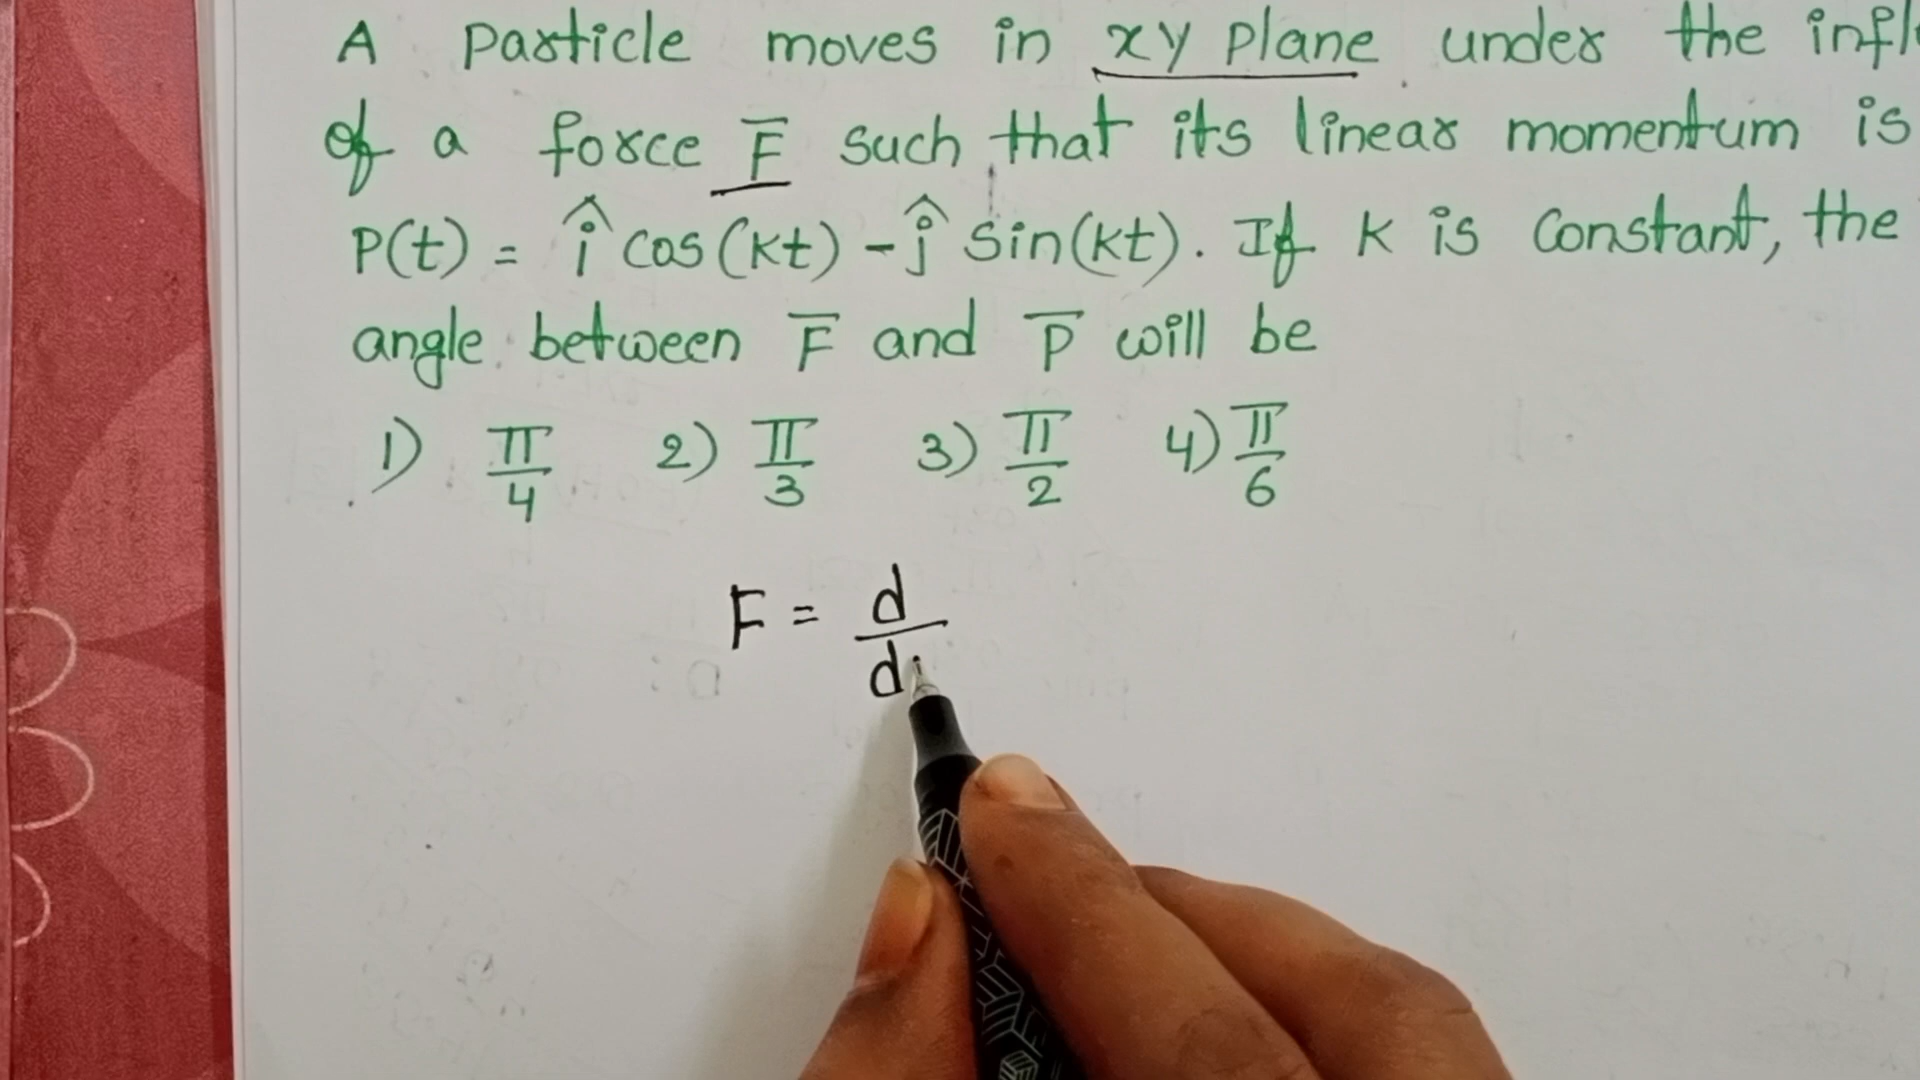 A particle moves in xy plane under the
of a force F̅ such that its linear momentum is
P(t) = î cos(kt) - ĵ sin(kt). If k is constant, the
angle between F̅ and P̅ will be
1) π/4 2) π/3 3) π/2 4) π/6
F = d/d